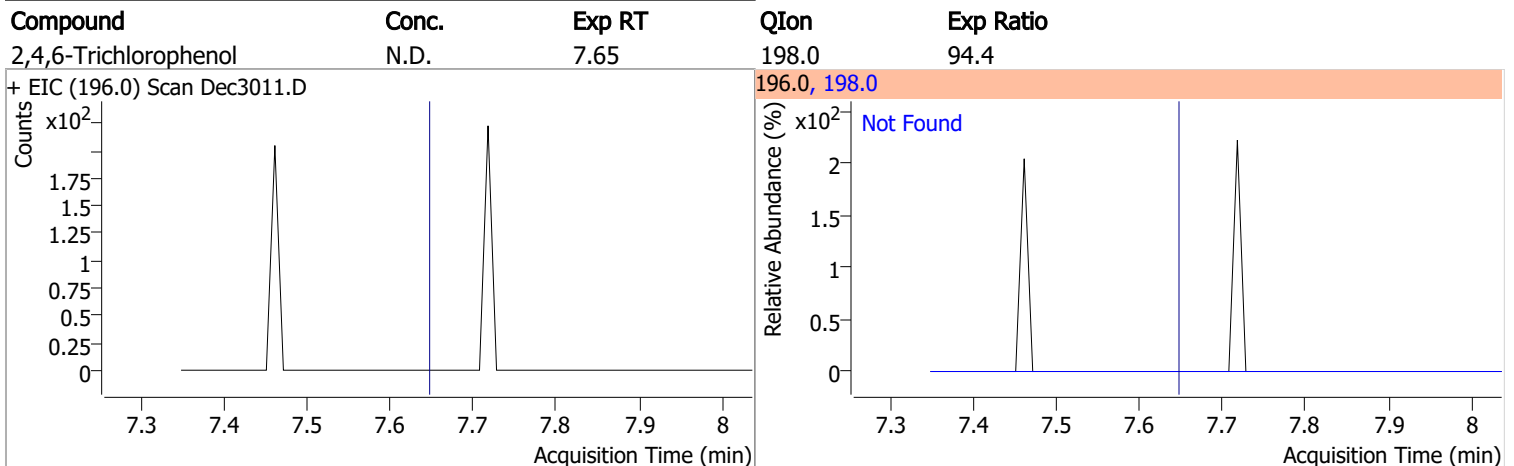 Compound Conc. Exp RT QIon Exp Ratio
2,4,6-Trichlorophenol N.D. 7.65 198.0 94.4
+ EIC (196.0) Scan Dec3011.D
Counts
x10²
1.75
1.5
1.25
1
0.75
0.5
0.25
0
7.3 7.4 7.5 7.6 7.7 7.8 7.9 8
Acquisition Time (min)
196.0, 198.0
Relative Abundance (%)
x10²
Not Found
2
1.5
1
0.5
0
7.3 7.4 7.5 7.6 7.7 7.8 7.9 8
Acquisition Time (min)